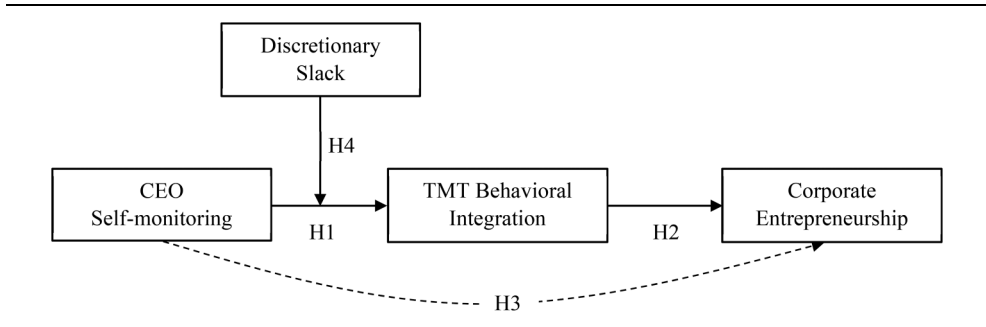 Discretionary
Slack
H4
CEO
Self-monitoring
H1
TMT Behavioral
Integration
H2
Corporate
Entrepreneurship
H3